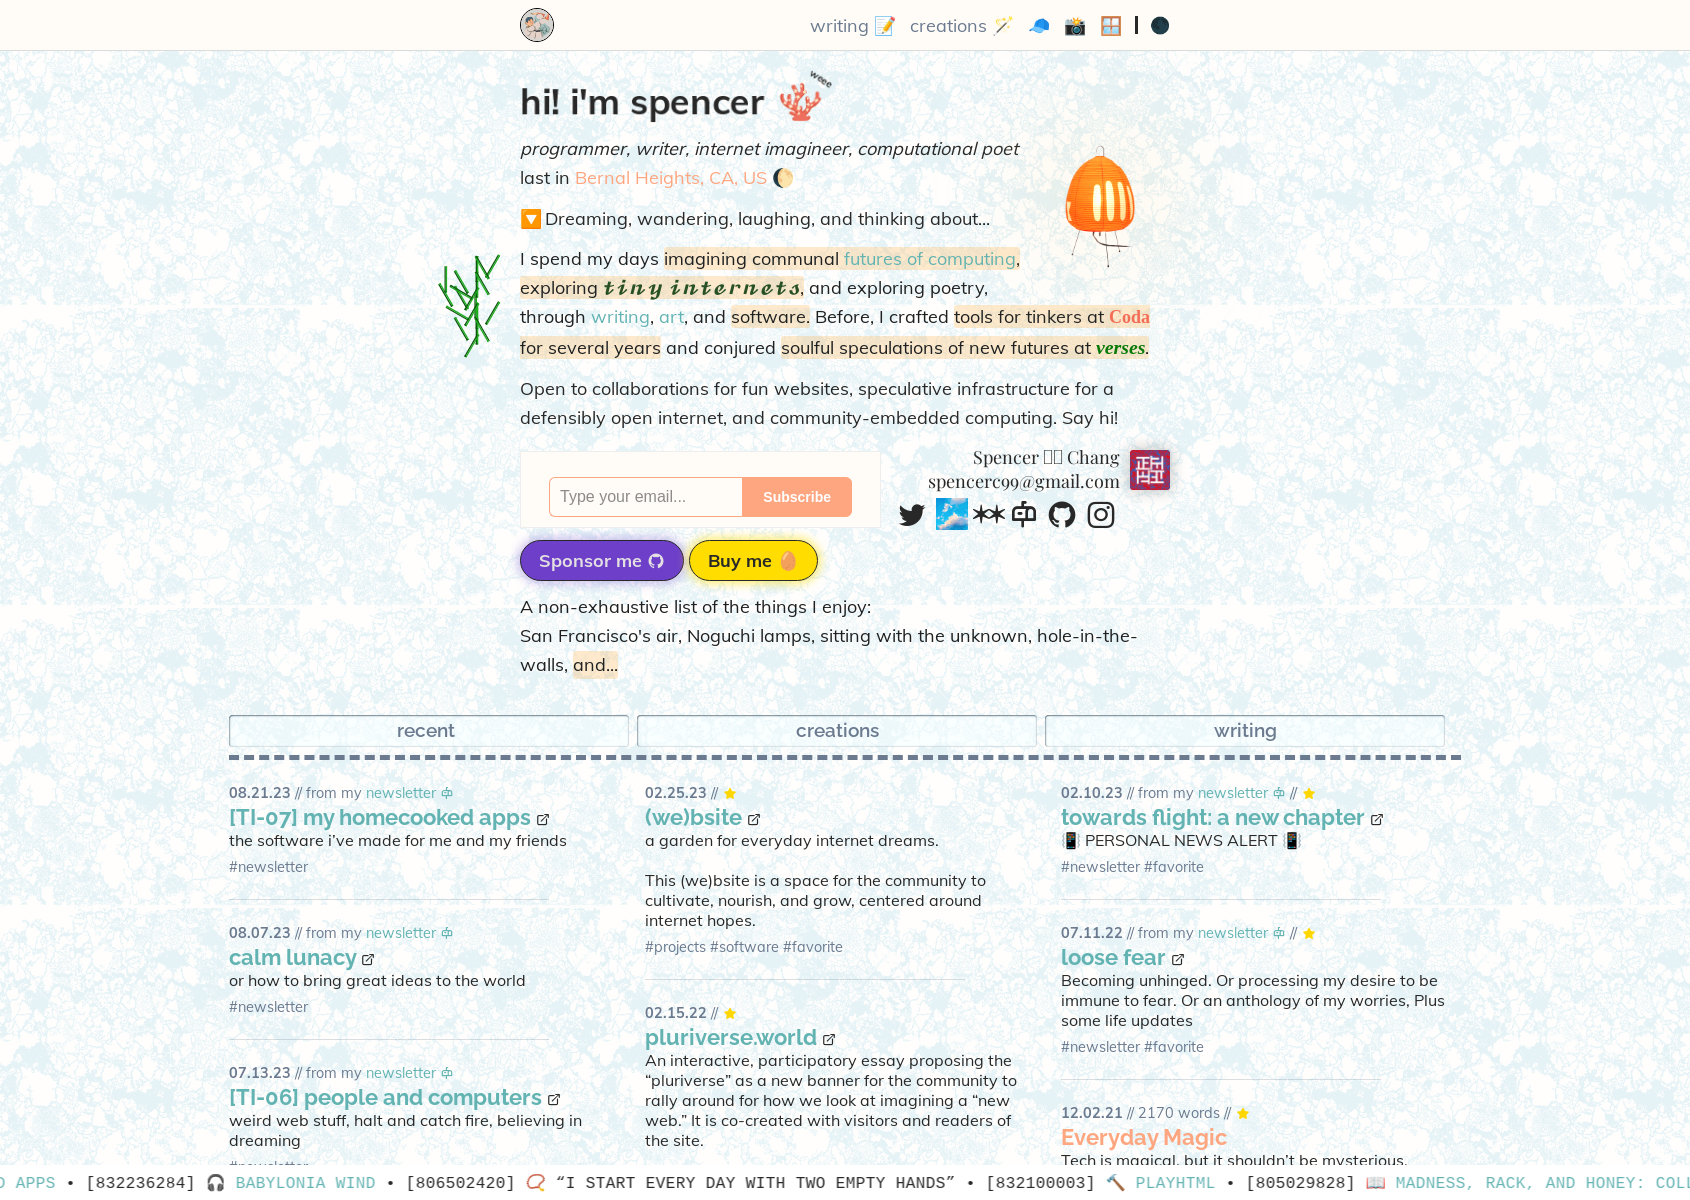 writing 📝 creations 🪄 🧢 📸 🪟 | 🌑
hi! i'm spencer
weee
programmer, writer, internet imagineer, computational poet
last in Bernal Heights, CA, US 🌔
🔽 Dreaming, wandering, laughing, and thinking about...
I spend my days imagining communal futures of computing,
exploring tiny internets, and exploring poetry,
through writing, art, and software. Before, I crafted tools for tinkers at Coda
for several years and conjured soulful speculations of new futures at verses.
Open to collaborations for fun websites, speculative infrastructure for a
defensibly open internet, and community-embedded computing. Say hi!
Type your email...
Subscribe
Spencer Chang
spencerc99@gmail.com
Sponsor me
Buy me 🥚
A non-exhaustive list of the things I enjoy:
San Francisco's air, Noguchi lamps, sitting with the unknown, hole-in-the-
walls, and...
recent
08.21.23 // from my newsletter
[TI-07] my homecooked apps
the software i’ve made for me and my friends
#newsletter
08.07.23 // from my newsletter
calm lunacy
or how to bring great ideas to the world
#newsletter
07.13.23 // from my newsletter
[TI-06] people and computers
weird web stuff, halt and catch fire, believing in
dreaming
#newsletter
creations
02.25.23 // ⭐
(we)bsite
a garden for everyday internet dreams.
This (we)bsite is a space for the community to
cultivate, nourish, and grow, centered around
internet hopes.
#projects #software #favorite
02.15.22 // ⭐
pluriverse.world
An interactive, participatory essay proposing the
“pluriverse” as a new banner for the community to
rally around for how we look at imagining a “new
web.” It is co-created with visitors and readers of
the site.
writing
02.10.23 // from my newsletter // ⭐
towards flight: a new chapter
📳 PERSONAL NEWS ALERT 📳
#newsletter #favorite
07.11.22 // from my newsletter // ⭐
loose fear
Becoming unhinged. Or processing my desire to be
immune to fear. Or an anthology of my worries, Plus
some life updates
#newsletter #favorite
12.02.21 // 2170 words // ⭐
Everyday Magic
Tech is magical, but it shouldn’t be mysterious.
D APPS • [832236284] 🎧 BABYLONIA WIND • [806502420] 📿 “I START EVERY DAY WITH TWO EMPTY HANDS” • [832100003] 🔨 PLAYHTML • [805029828] 📖 MADNESS, RACK, AND HONEY: COLL